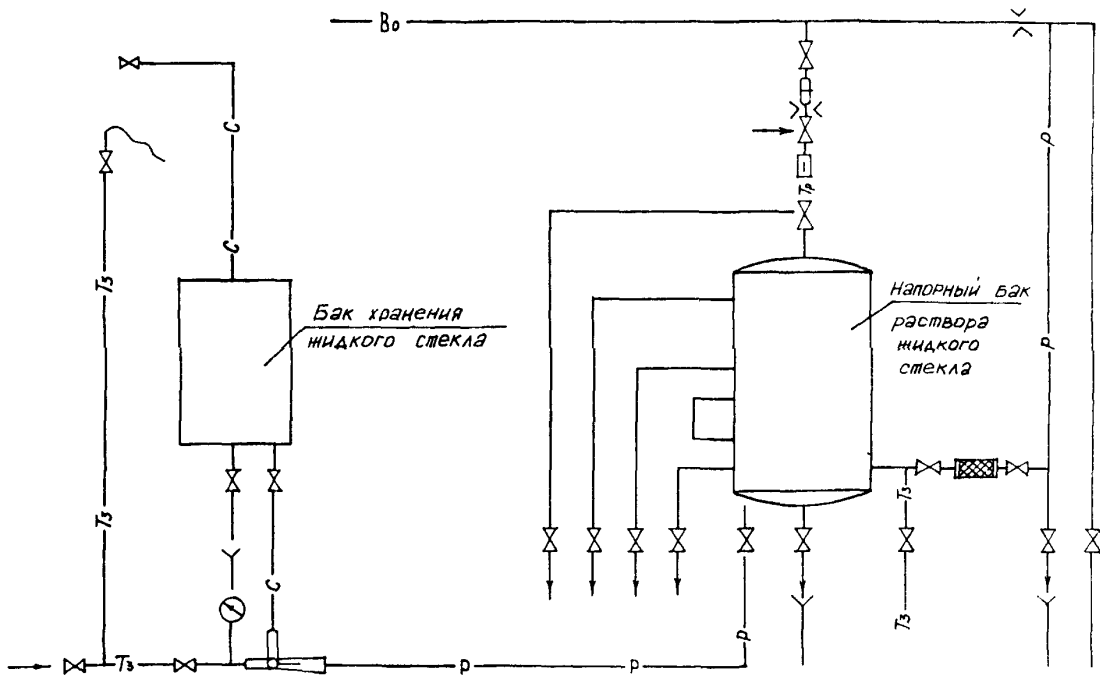 Во
С
Р
Тр
С
Тз
Напорный бак
раствора
жидкого
стекла
Бак хранения
жидкого стекла
Р
Тз
Тз
С
Тз
Р
Тз
Р
Р